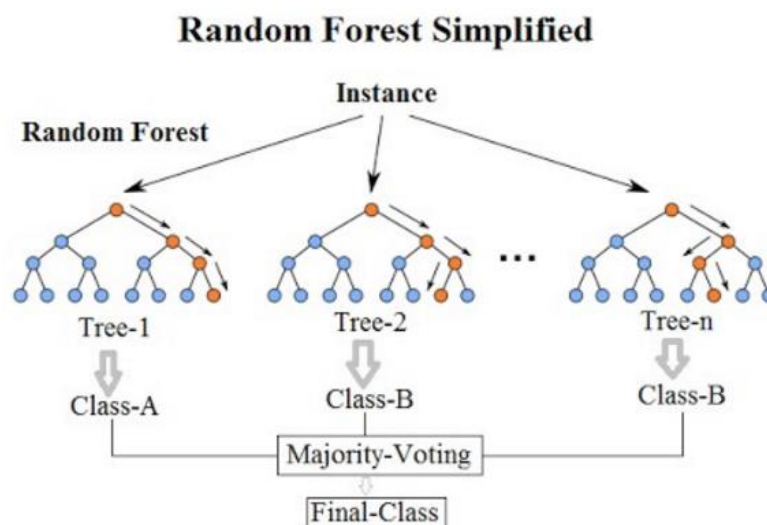 Random Forest Simplified
Instance
Random Forest
...
Tree-1
Tree-2
Tree-n
Class-A
Class-B
Class-B
Majority-Voting
Final-Class